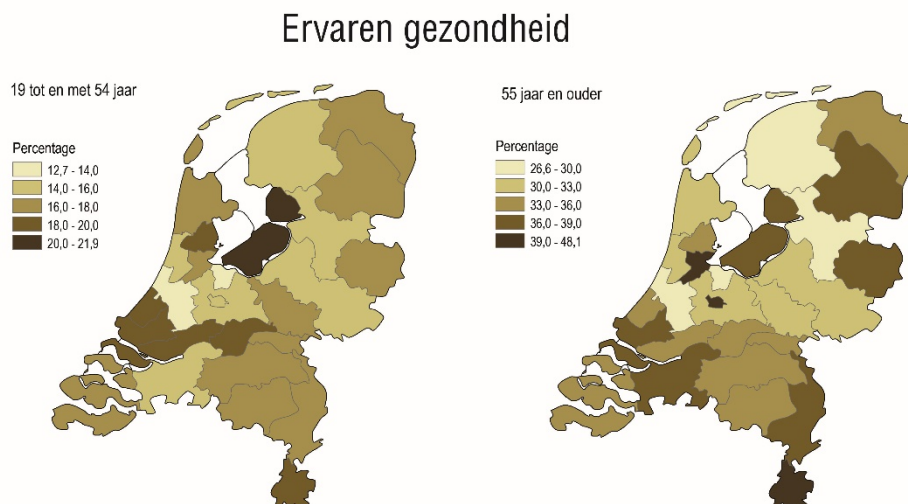 Ervaren gezondheid
19 tot en met 54 jaar
Percentage
12,7 - 14,0
14,0 - 16,0
16,0 - 18,0
18,0 - 20,0
20,0 - 21,9
55 jaar en ouder
Percentage
26,6 - 30,0
30,0 - 33,0
33,0 - 36,0
36,0 - 39,0
39,0 - 48,1